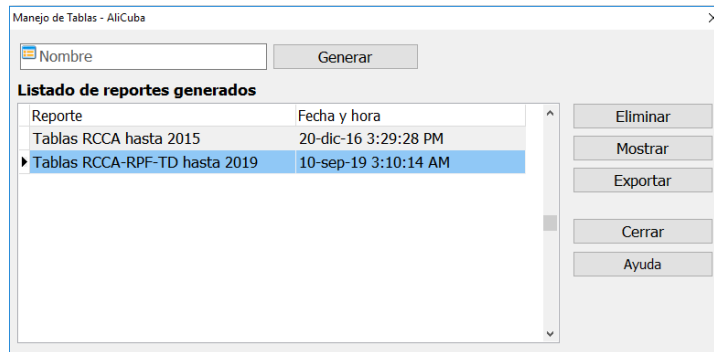 Manejo de Tablas - AliCuba
Nombre
Generar
Listado de reportes generados
Reporte Fecha y hora
Tablas RCCA hasta 2015 20-dic-16 3:29:28 PM
Tablas RCCA-RPF-TD hasta 2019 10-sep-19 3:10:14 AM
Eliminar
Mostrar
Exportar
Cerrar
Ayuda